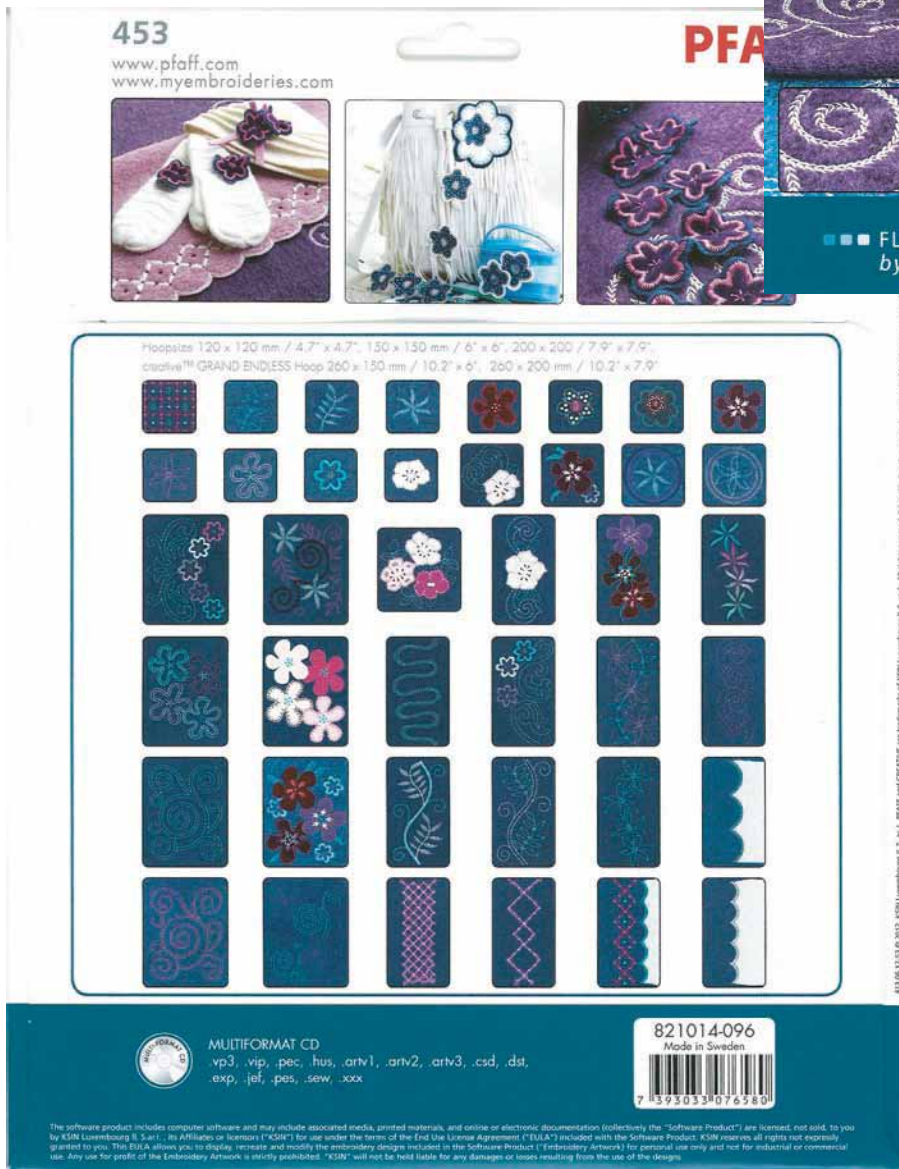 453
www.pfaff.com
www.myembroideries.com
PFA
FL
by
Hoopsize 120 x 120 mm / 4.7" x 4.7", 150 x 150 mm / 6" x 6", 200 x 200 / 7.9" x 7.9",
creative™ GRAND ENDLESS Hoop 260 x 150 mm / 10.2" x 6", 260 x 200 mm / 10.2" x 7.9"
MULTIFORMAT CD
MULTIFORMAT CD
.vp3, .vip, .pec, .hus, .artv1, .artv2, .artv3, .csd, .dst,
.exp, .jef, .pes, .sew, .xxx
821014-096
Made in Sweden
7 393033 076580
The software product includes computer software and may include associated media, printed materials, and online or electronic documentation (collectively the "Software Product") are licensed, not sold, to you
by KSIN Luxembourg II, S.ar.l., its Affiliates or licensors ("KSIN") for use under the terms of the End Use License Agreement ("EULA") included with the Software Product. KSIN reserves all rights not expressly
granted to you. This EULA allows you to display, recreate and modify the embroidery designs included in the Software Product ("Embroidery Artwork") for personal use only and not for industrial or commercial
use. Any use for profit of the Embroidery Artwork is strictly prohibited. "KSIN" will not be held liable for any damages or losses resulting from the use of the designs